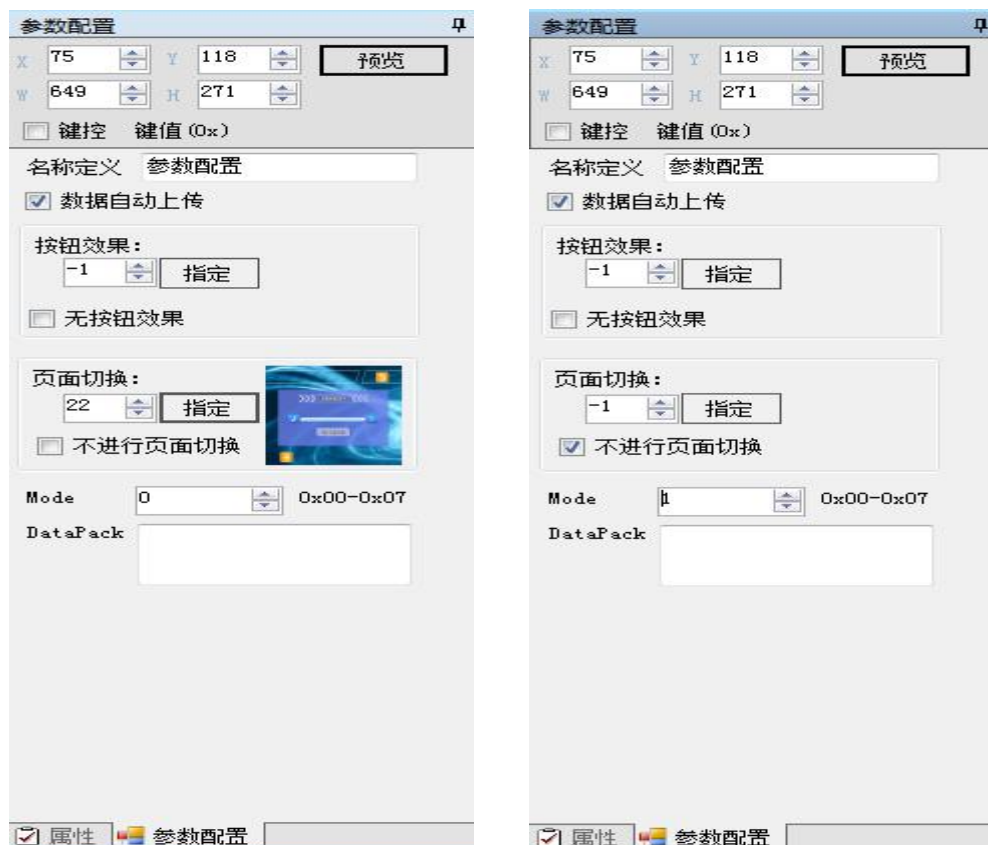 参数配置
X 75 Y 118 预览
W 649 H 271
键控 键值(0x)
名称定义 参数配置
数据自动上传
按钮效果:
-1 指定
无按钮效果
页面切换:
22 指定
不进行页面切换
Mode 0 0x00-0x07
DataPack
属性 参数配置
参数配置
X 75 Y 118 预览
W 649 H 271
键控 键值(0x)
名称定义 参数配置
数据自动上传
按钮效果:
-1 指定
无按钮效果
页面切换:
-1 指定
不进行页面切换
Mode 1 0x00-0x07
DataPack
属性 参数配置